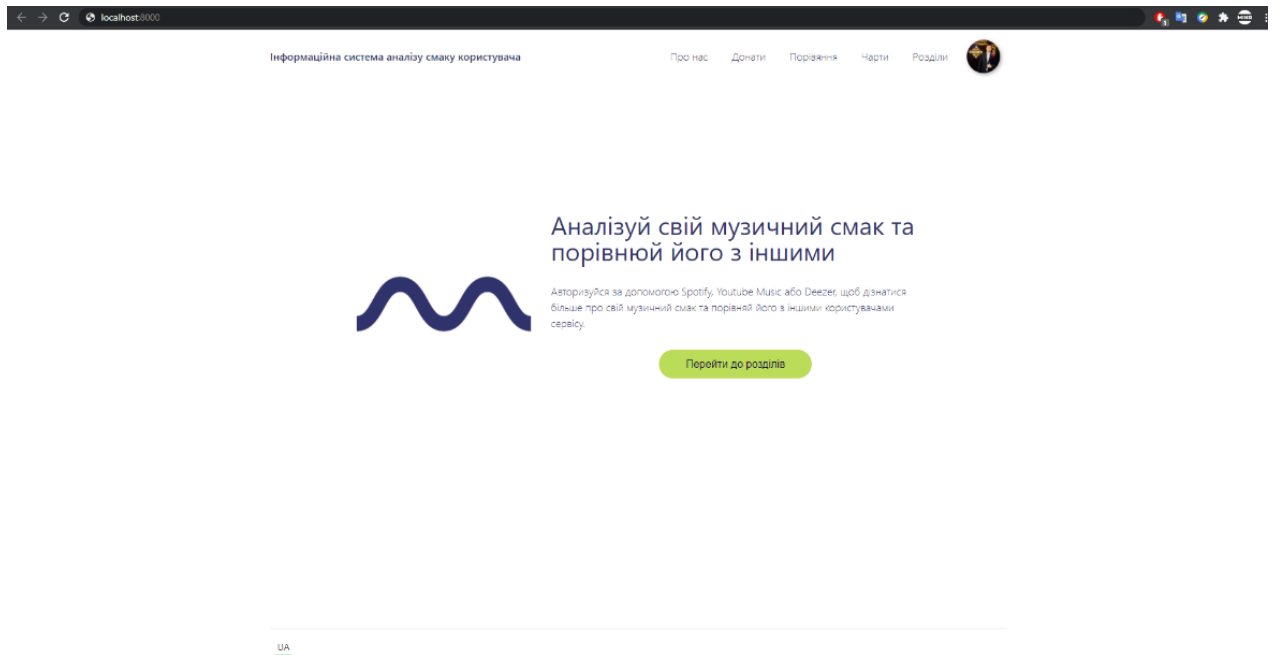 localhost:8000
Інформаційна система аналізу смаку користувача
Про нас Донати Порівяння Чарти Розділи
Аналізуй свій музичний смак та
порівнюй його з іншими
Авторизуйся за допомогою Spotify, Youtube Music або Deezer, щоб дізнатися
більше про свій музичний смак та порівняй його з іншими користувачами
сервісу.
Перейти до розділів
UA